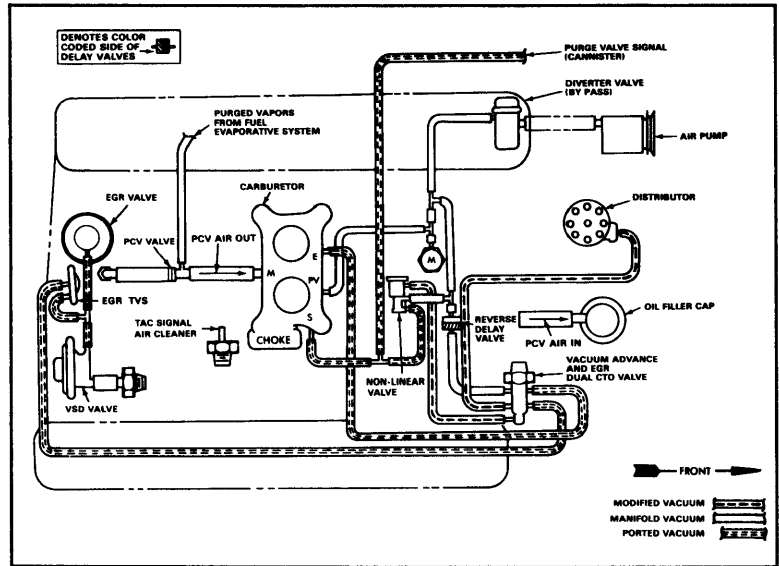 DENOTES COLOR
CODED SIDE OF
DELAY VALVES
PURGE VALVE SIGNAL
(CANNISTER)
DIVERTER VALVE
(BY PASS)
PURGED VAPORS
FROM FUEL
EVAPORATIVE SYSTEM
AIR PUMP
EGR VALVE
CARBURETOR
DISTRIBUTOR
PCV VALVE
PCV AIR OUT
E
M
M
PV
EGR TVS
S
TAC SIGNAL
AIR CLEANER
CHOKE
REVERSE
DELAY
VALVE
OIL FILLER CAP
PCV AIR IN
NON-LINEAR
VALVE
VACUUM ADVANCE
AND EGR
DUAL CTO VALVE
VSD VALVE
FRONT
MODIFIED VACUUM
MANIFOLD VACUUM
PORTED VACUUM